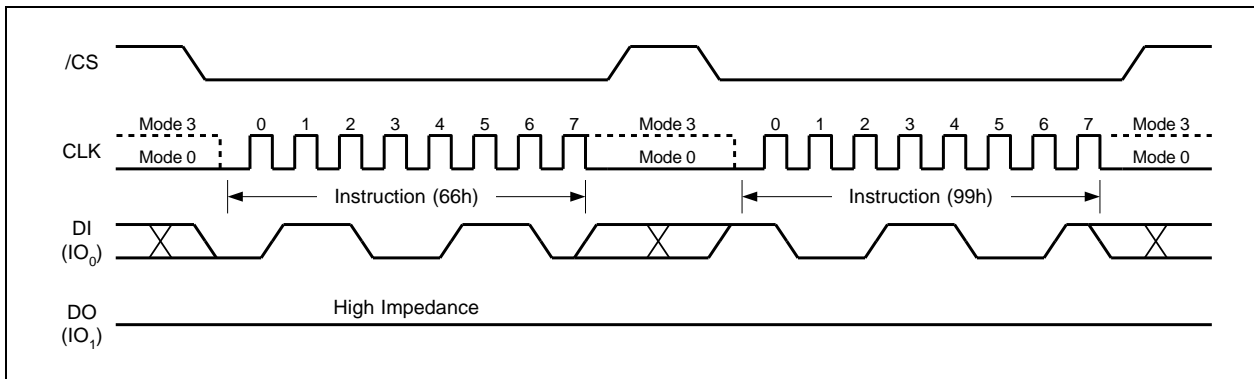 /CS
Mode 3 0 1 2 3 4 5 6 7 Mode 3 0 1 2 3 4 5 6 7 Mode 3
CLK
Mode 0 Mode 0 Mode 0
Instruction (66h) Instruction (99h)
DI
(IO0)
High Impedance
DO
(IO1)